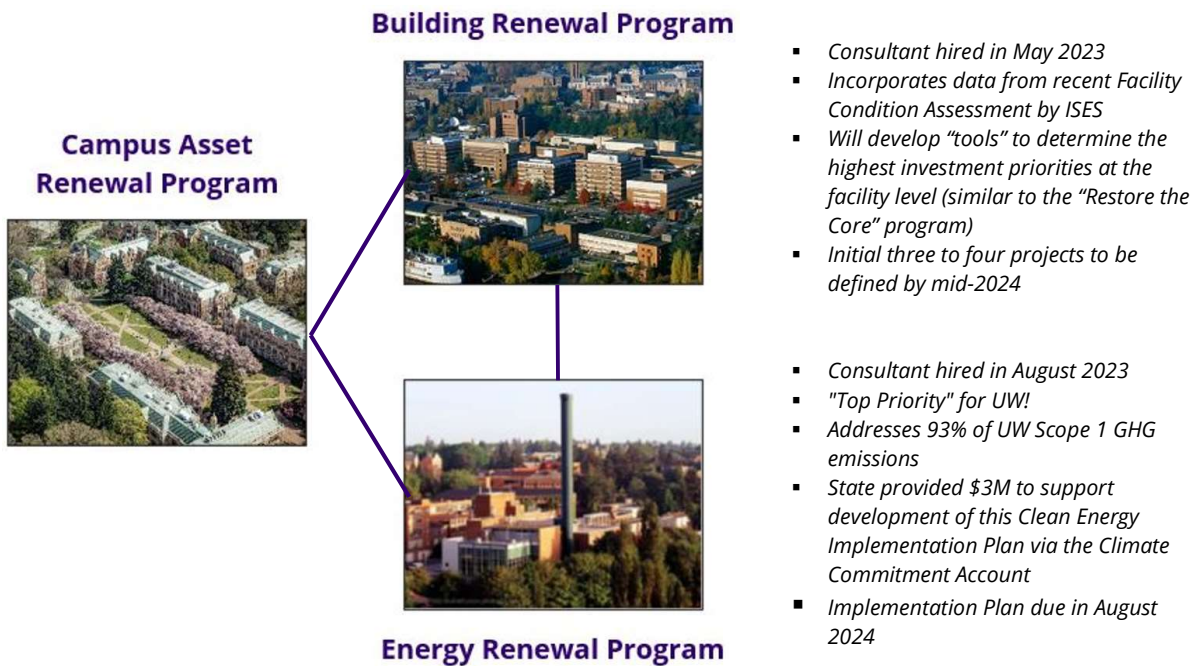 Building Renewal Program
Campus Asset
Renewal Program
▪ Consultant hired in May 2023
▪ Incorporates data from recent Facility
Condition Assessment by ISES
▪ Will develop “tools” to determine the
highest investment priorities at the
facility level (similar to the “Restore the
Core” program)
▪ Initial three to four projects to be
defined by mid-2024
▪ Consultant hired in August 2023
▪ "Top Priority" for UW!
▪ Addresses 93% of UW Scope 1 GHG
emissions
▪ State provided $3M to support
development of this Clean Energy
Implementation Plan via the Climate
Commitment Account
▪ Implementation Plan due in August
2024
Energy Renewal Program